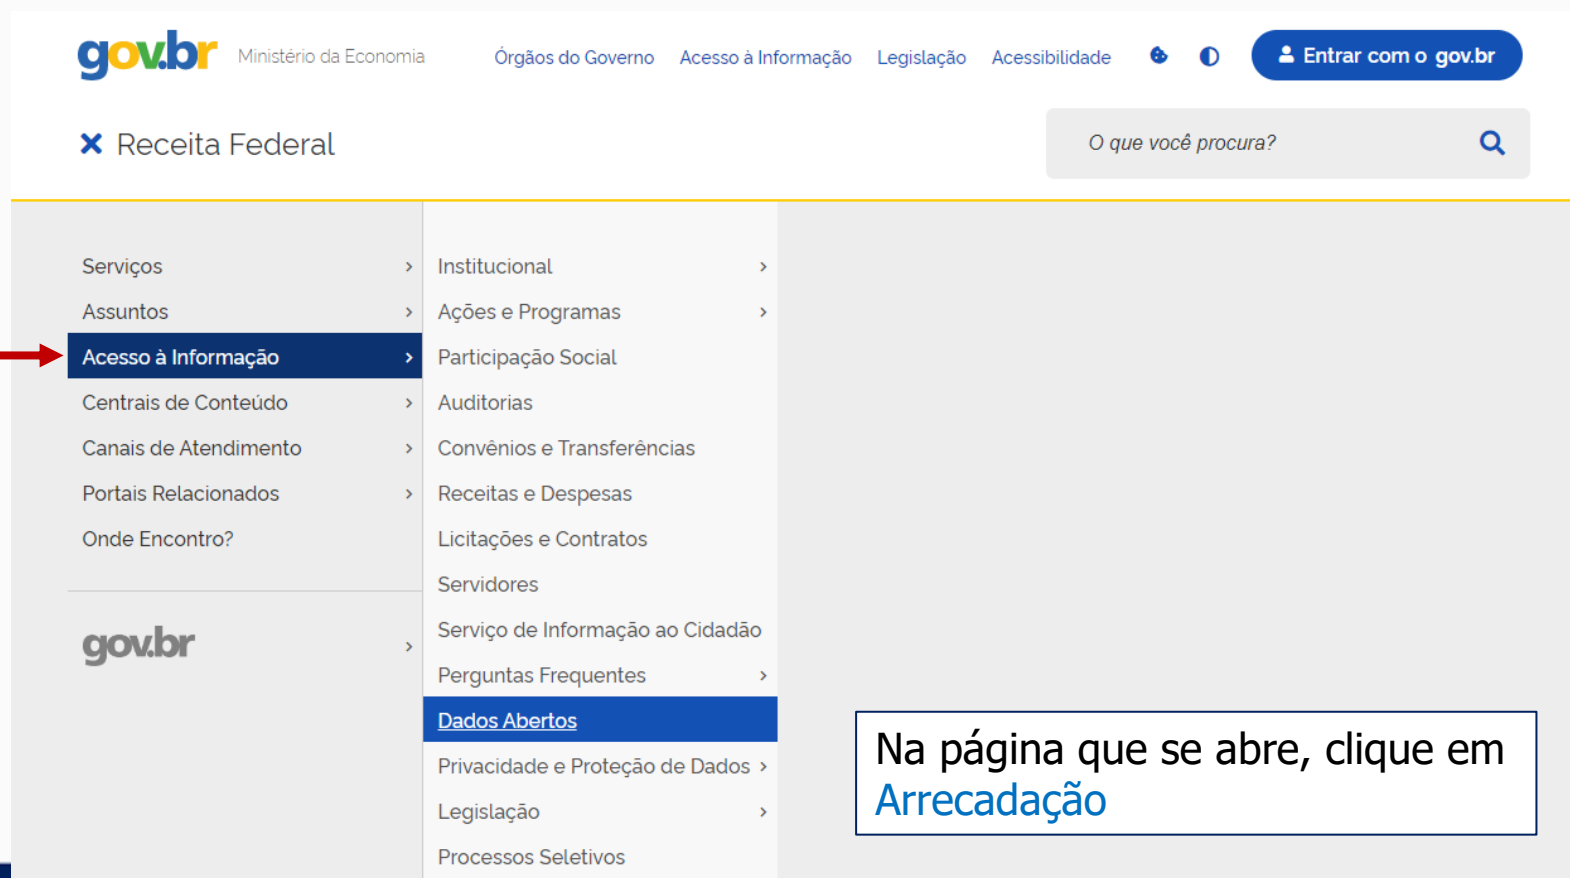 gov.br Ministério da Economia Órgãos do Governo Acesso à Informação Legislação Acessibilidade Entrar com o gov.br
Receita Federal O que você procura?
Serviços
Assuntos
Acesso à Informação
Centrais de Conteúdo
Canais de Atendimento
Portais Relacionados
Onde Encontro?
gov.br
Institucional
Ações e Programas
Participação Social
Auditorias
Convênios e Transferências
Receitas e Despesas
Licitações e Contratos
Servidores
Serviço de Informação ao Cidadão
Perguntas Frequentes
Dados Abertos
Privacidade e Proteção de Dados
Legislação
Processos Seletivos
Na página que se abre, clique em
Arrecadação